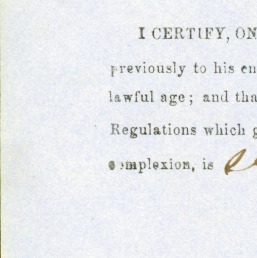 I CERTIFY, ON
previously to his en
lawful age; and tha
Regulations which g
complexion, is